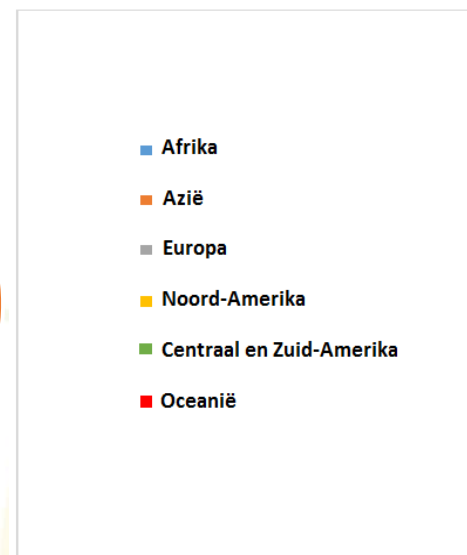 Afrika
Azië
Europa
Noord-Amerika
Centraal en Zuid-Amerika
Oceanië